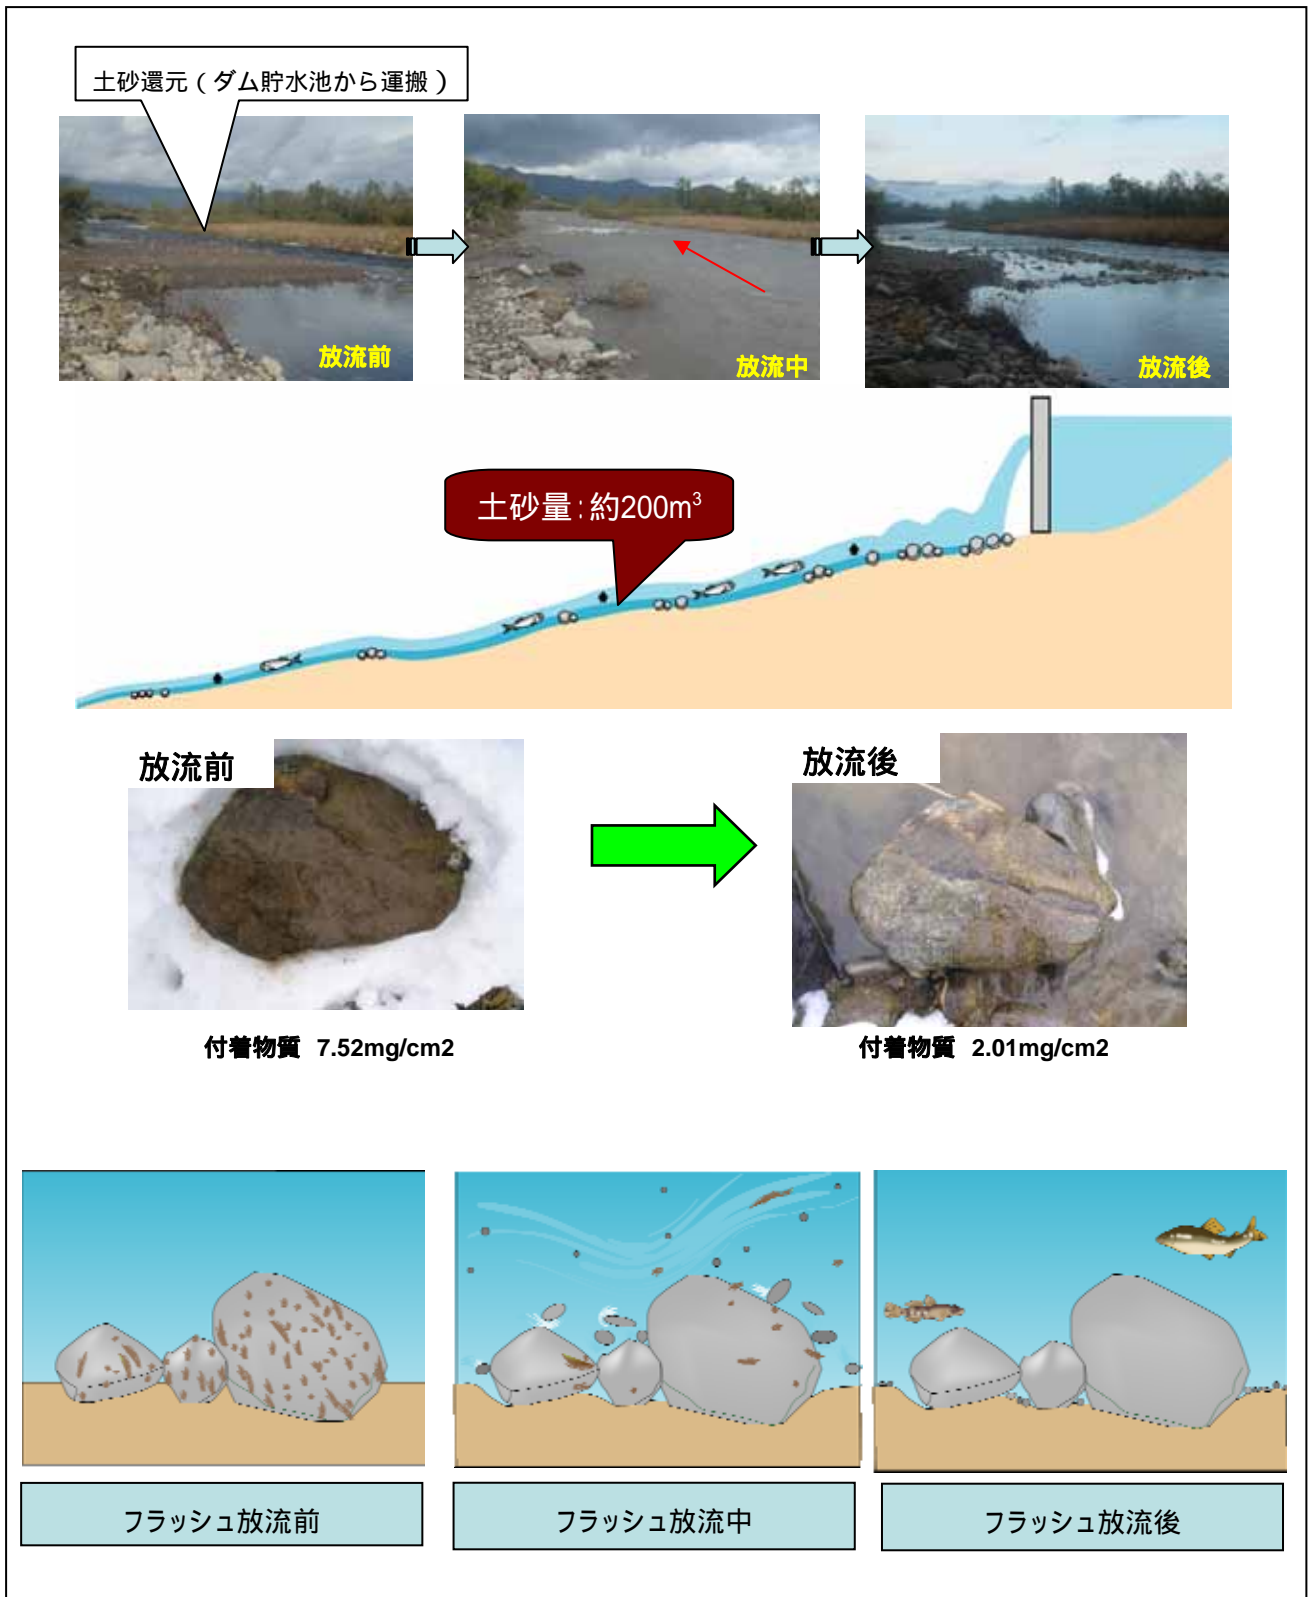 土砂還元（ダム貯水池から運搬）
放流前
放流中
放流後
土砂量：約200m³
放流前
放流後
付着物質 7.52mg/cm2
付着物質 2.01mg/cm2
フラッシュ放流前
フラッシュ放流中
フラッシュ放流後